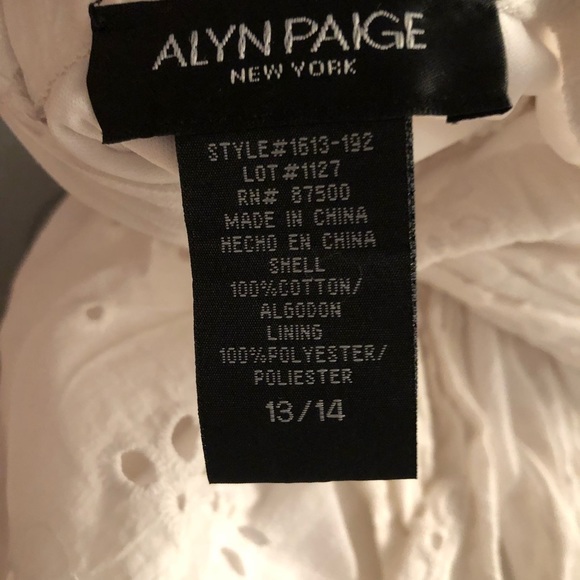 ALYN PAIGE
NEW YORK
STYLE#1613-192
LOT #1127
RN# 87500
MADE IN CHINA
HECHO EN CHINA
SHELL
100%COTTON/
ALGODON
LINING
100%POLYESTER/
POLIESTER
13/14